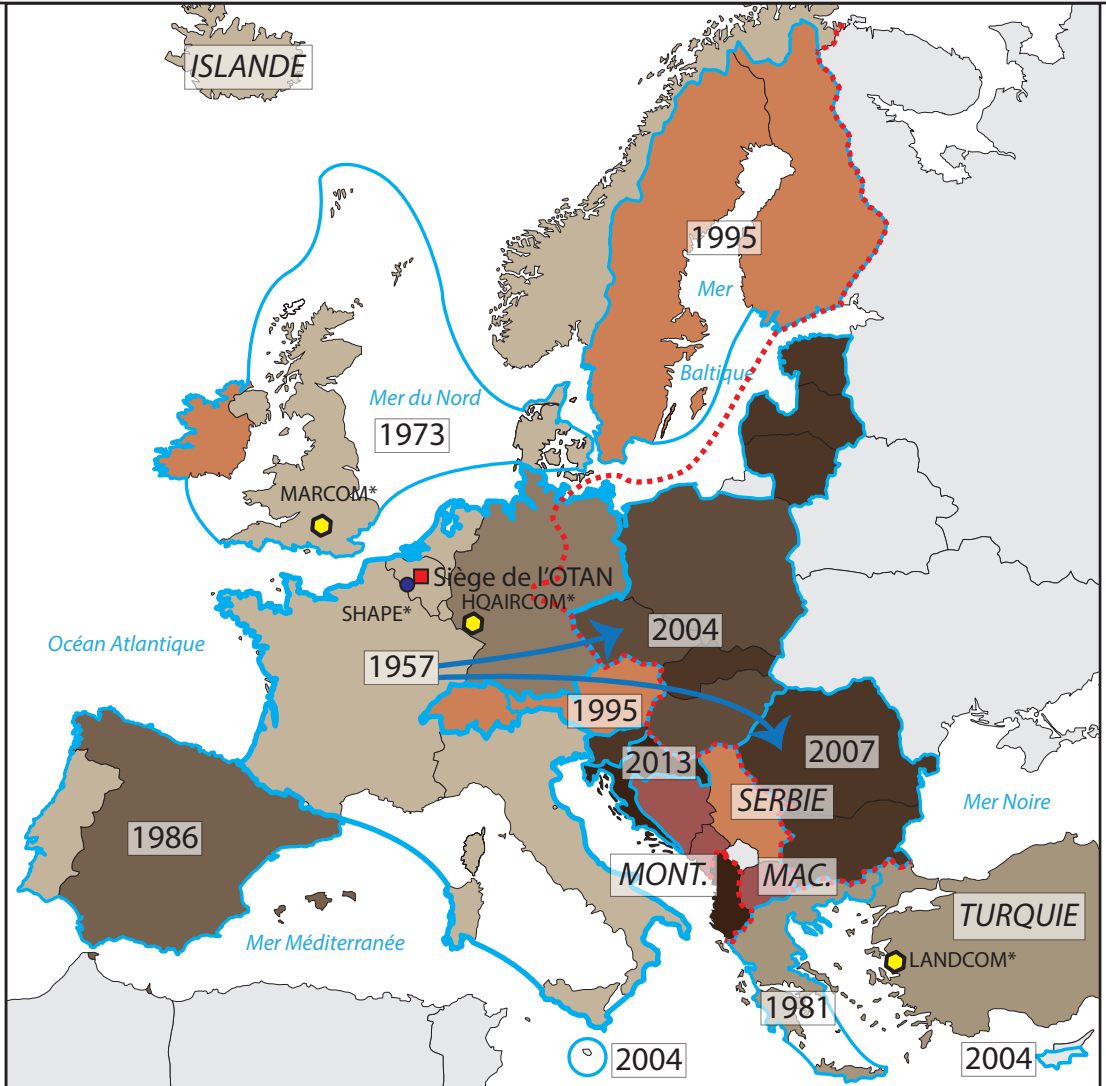 ISLANDE
1995
Mer
Baltique
Mer du Nord
1973
MARCOM*
Siège de l'OTAN
HQAIRCOM*
SHAPE*
Océan Atlantique
2004
1957
1995
2013
2007
SERBIE
Mer Noire
1986
MONT.
MAC.
TURQUIE
Mer Méditerranée
LANDCOM*
1981
2004
2004